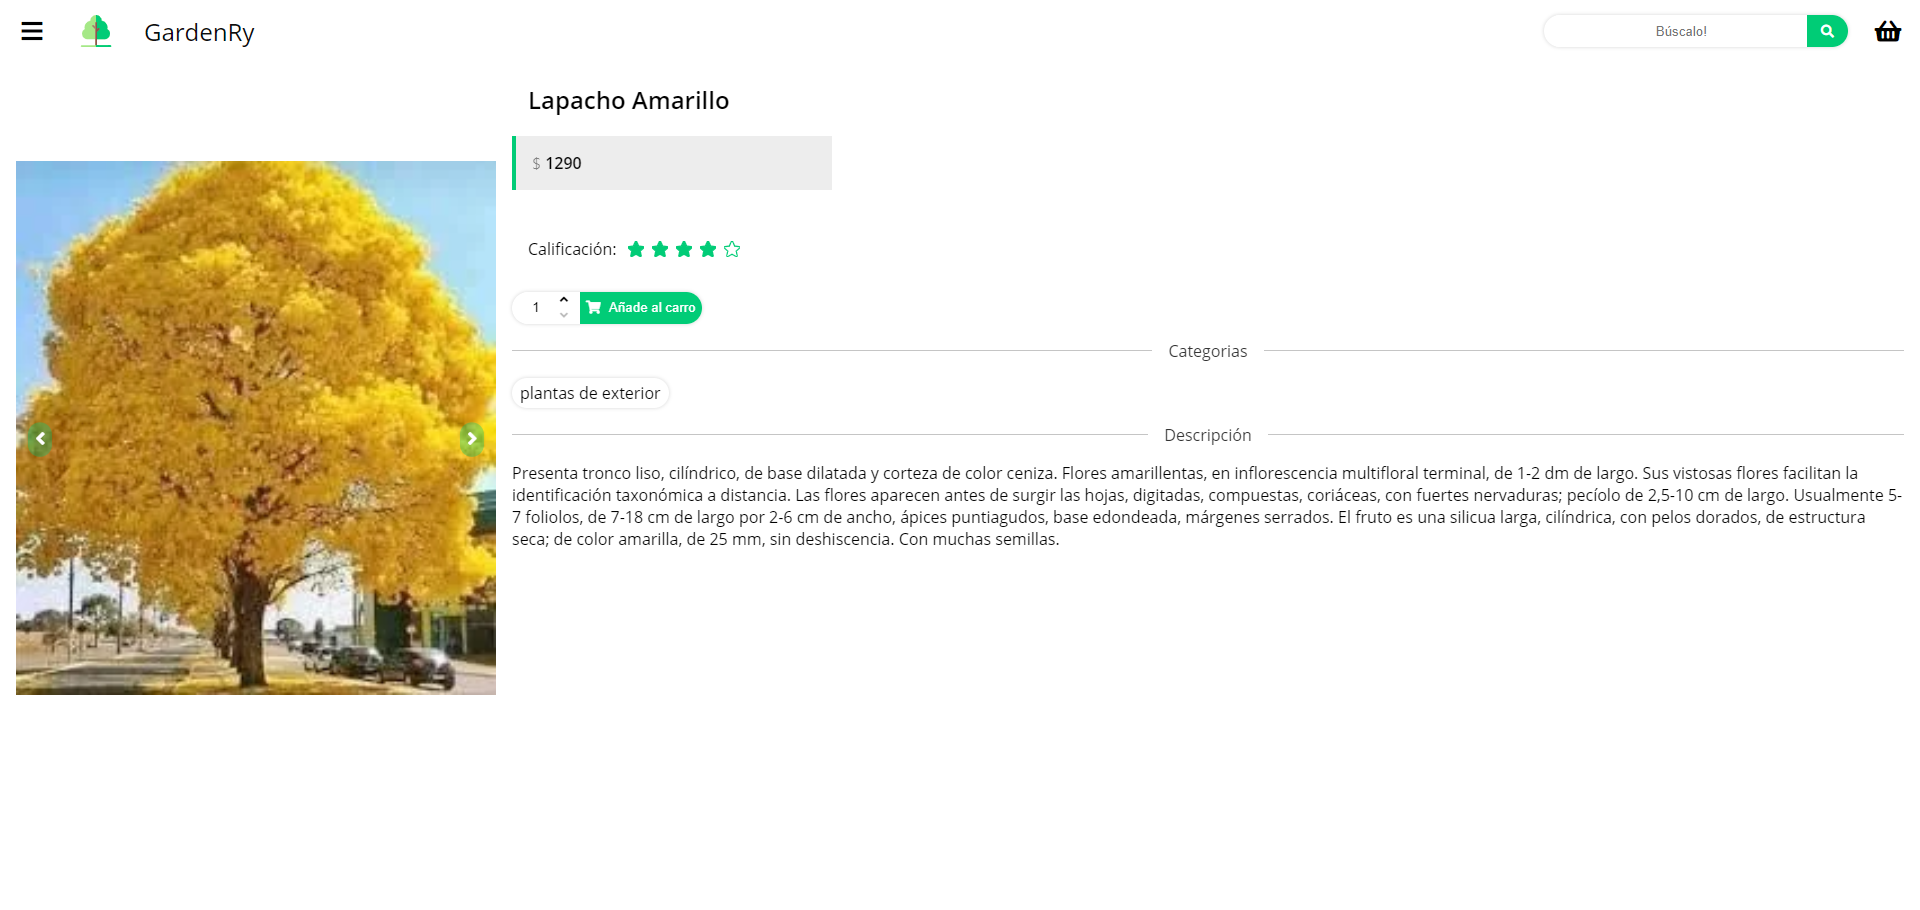 GardenRy
Búscalo!
Lapacho Amarillo
$ 1290
Calificación:
1
Añade al carro
Categorias
plantas de exterior
Descripción
Presenta tronco liso, cilíndrico, de base dilatada y corteza de color ceniza. Flores amarillentas, en inflorescencia multifloral terminal, de 1-2 dm de largo. Sus vistosas flores facilitan la
identificación taxonómica a distancia. Las flores aparecen antes de surgir las hojas, digitadas, compuestas, coriáceas, con fuertes nervaduras; pecíolo de 2,5-10 cm de largo. Usualmente 5-
7 foliolos, de 7-18 cm de largo por 2-6 cm de ancho, ápices puntiagudos, base edondeada, márgenes serrados. El fruto es una silicua larga, cilíndrica, con pelos dorados, de estructura
seca; de color amarilla, de 25 mm, sin deshiscencia. Con muchas semillas.